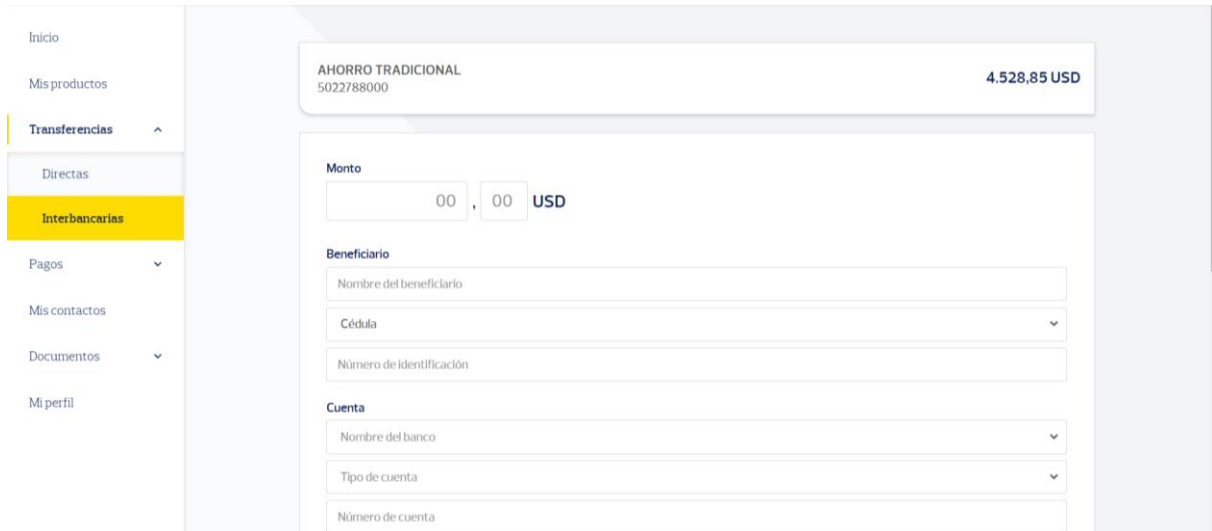 Inicio
Mis productos
Transferencias
Directas
Interbancarias
Pagos
Mis contactos
Documentos
Mi perfil
AHORRO TRADICIONAL
5022788000
4.528,85 USD
Monto
00 , 00 USD
Beneficiario
Nombre del beneficiario
Cédula
Número de identificación
Cuenta
Nombre del banco
Tipo de cuenta
Número de cuenta